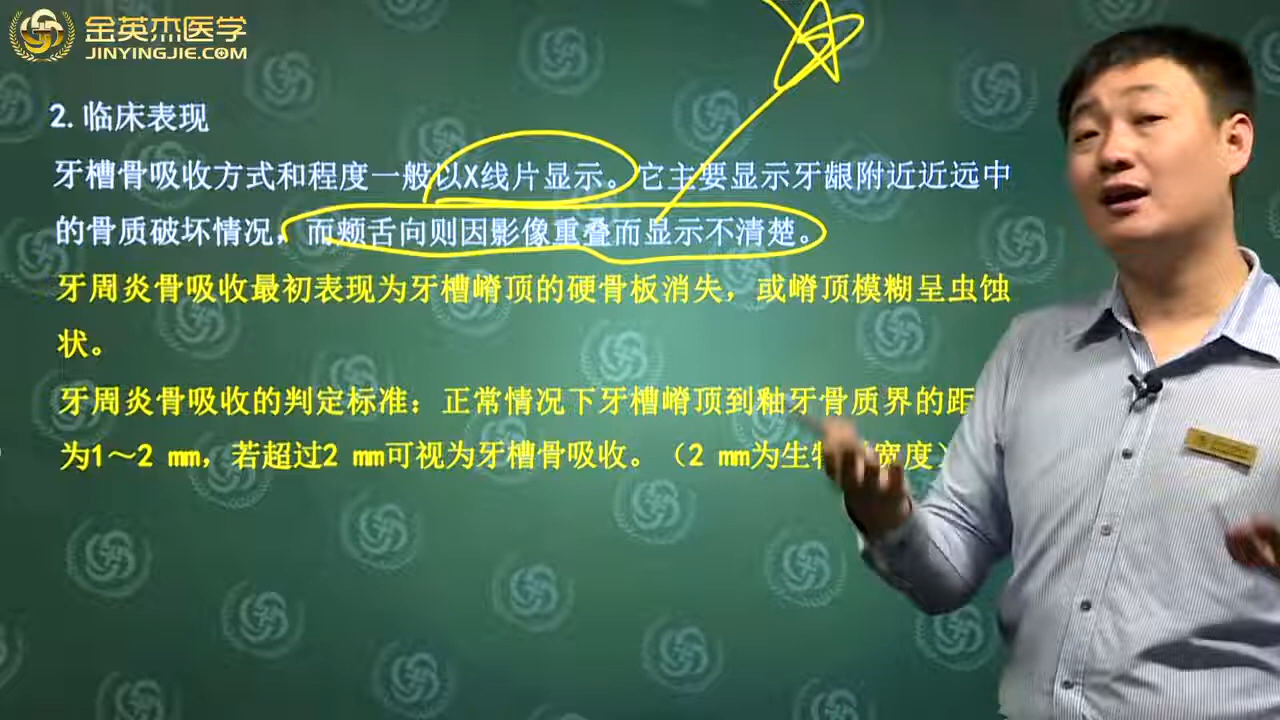 金英杰医学
JINYINGJIE.COM
2. 临床表现
牙槽骨吸收方式和程度一般以X线片显示。它主要显示牙龈附近近远中
的骨质破坏情况，而颊舌向则因影像重叠而显示不清楚。
牙周炎骨吸收最初表现为牙槽嵴顶的硬骨板消失，或嵴顶模糊呈虫蚀
状。
牙周炎骨吸收的判定标准：正常情况下牙槽嵴顶到釉牙骨质界的距
为1～2 mm，若超过2 mm可视为牙槽骨吸收。（2 mm为生物 宽度）